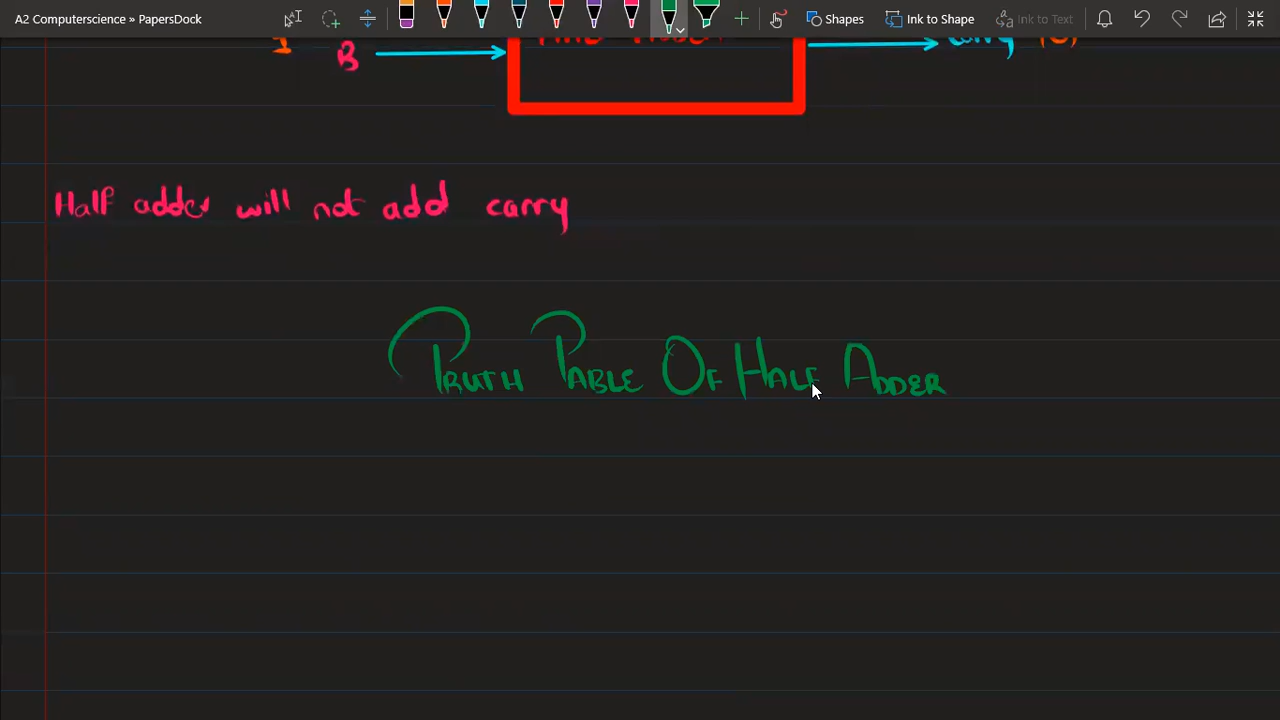 A2 Computerscience » PapersDock
Shapes
Ink to Shape
Ink to Text
B
carry (C)
Half adder will not add carry
TRUTH TABLE OF HALF ADDER